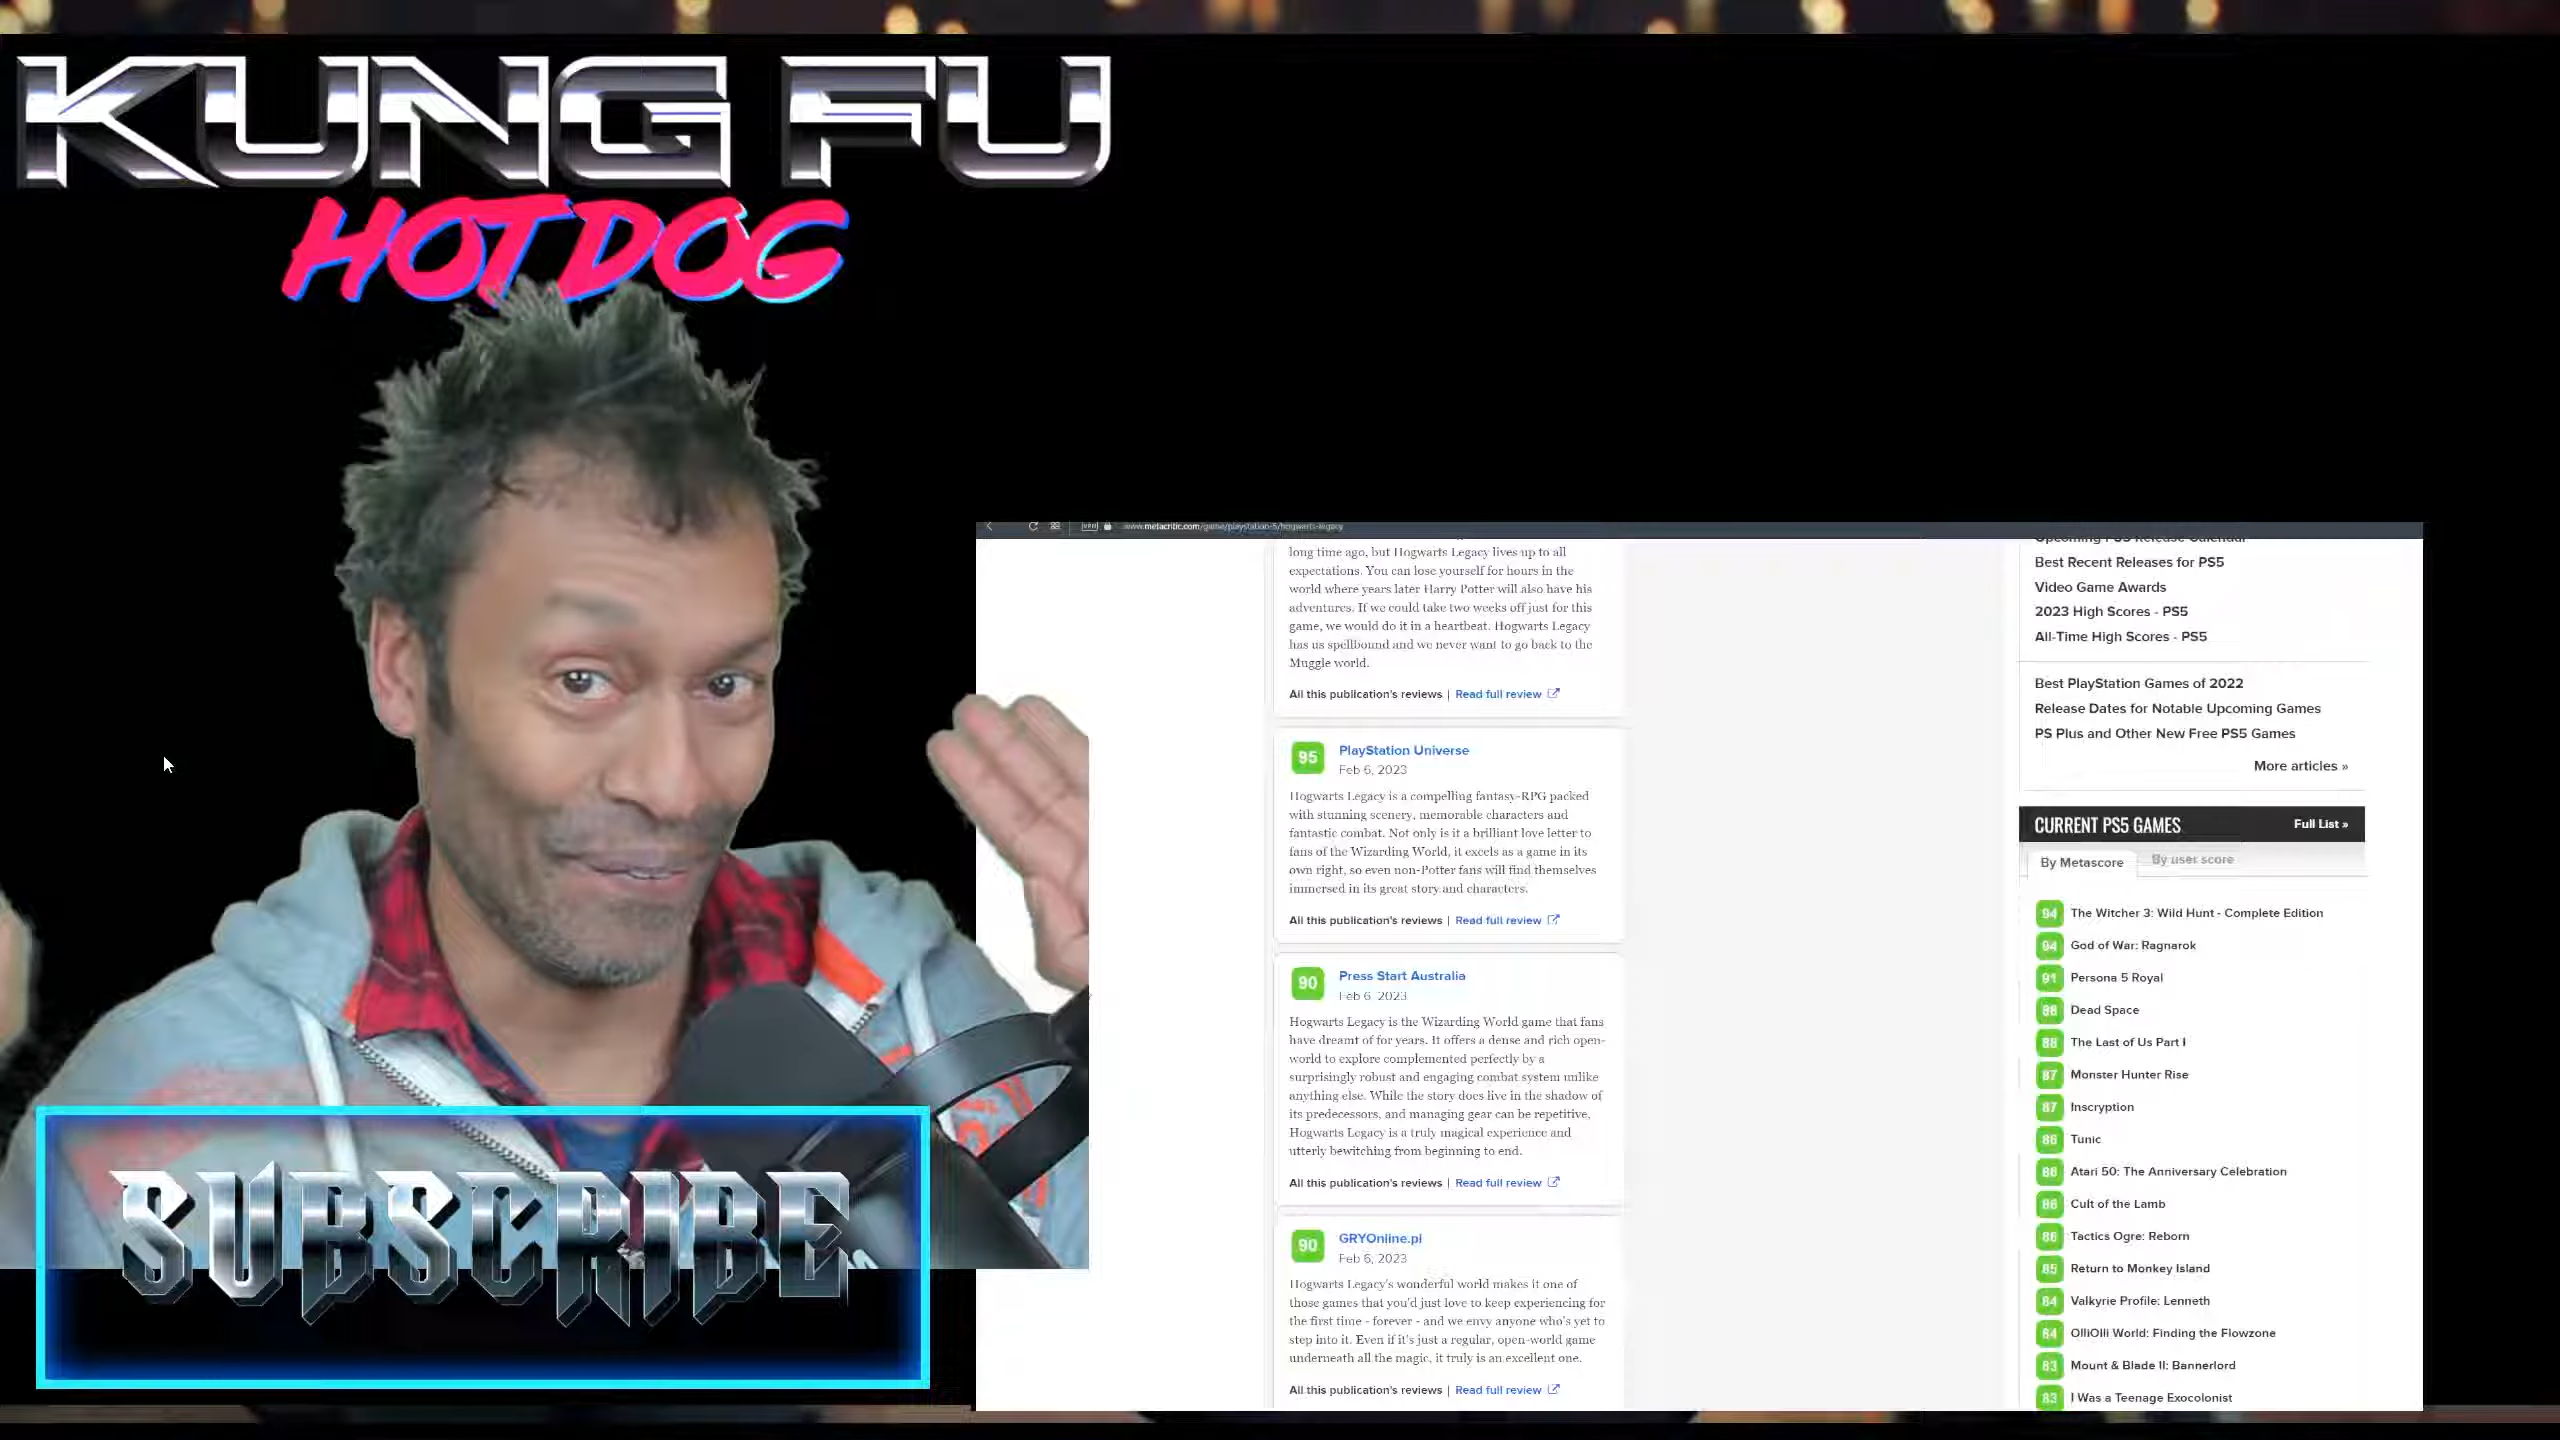 KUNG FU
HOTDOG
SUBSCRIBE
www.metacritic.com/game/playstation-5/hogwarts-legacy
long time ago, but Hogwarts Legacy lives up to all
expectations. You can lose yourself for hours in the
world where years later Harry Potter will also have his
adventures. If we could take two weeks off just for this
game, we would do it in a heartbeat. Hogwarts Legacy
has us spellbound and we never want to go back to the
Muggle world.
All this publication's reviews | Read full review
95 PlayStation Universe
Feb 6, 2023
Hogwarts Legacy is a compelling fantasy-RPG packed
with stunning scenery, memorable characters and
fantastic combat. Not only is it a brilliant love letter to
fans of the Wizarding World, it excels as a game in its
own right, so even non-Potter fans will find themselves
immersed in its great story and characters.
All this publication's reviews | Read full review
90 Press Start Australia
Feb 6, 2023
Hogwarts Legacy is the Wizarding World game that fans
have dreamt of for years. It offers a dense and rich open-
world to explore complemented perfectly by a
surprisingly robust and engaging combat system unlike
anything else. While the story does live in the shadow of
its predecessors, and managing gear can be repetitive,
Hogwarts Legacy is a truly magical experience and
utterly bewitching from beginning to end.
All this publication's reviews | Read full review
90 GRYOnline.pl
Feb 6, 2023
Hogwarts Legacy's wonderful world makes it one of
those games that you'd just love to keep experiencing for
the first time - forever - and we envy anyone who's yet to
step into it. Even if it's just a regular, open-world game
underneath all the magic, it truly is an excellent one.
All this publication's reviews | Read full review
Upcoming PS5 Release Calendar
Best Recent Releases for PS5
Video Game Awards
2023 High Scores - PS5
All-Time High Scores - PS5
Best PlayStation Games of 2022
Release Dates for Notable Upcoming Games
PS Plus and Other New Free PS5 Games
More articles »
CURRENT PS5 GAMES Full List »
By Metascore By user score
94 The Witcher 3: Wild Hunt - Complete Edition
94 God of War: Ragnarok
91 Persona 5 Royal
88 Dead Space
88 The Last of Us Part I
87 Monster Hunter Rise
87 Inscryption
86 Tunic
86 Atari 50: The Anniversary Celebration
86 Cult of the Lamb
86 Tactics Ogre: Reborn
85 Return to Monkey Island
84 Valkyrie Profile: Lenneth
84 OlliOlli World: Finding the Flowzone
83 Mount & Blade II: Bannerlord
83 I Was a Teenage Exocolonist